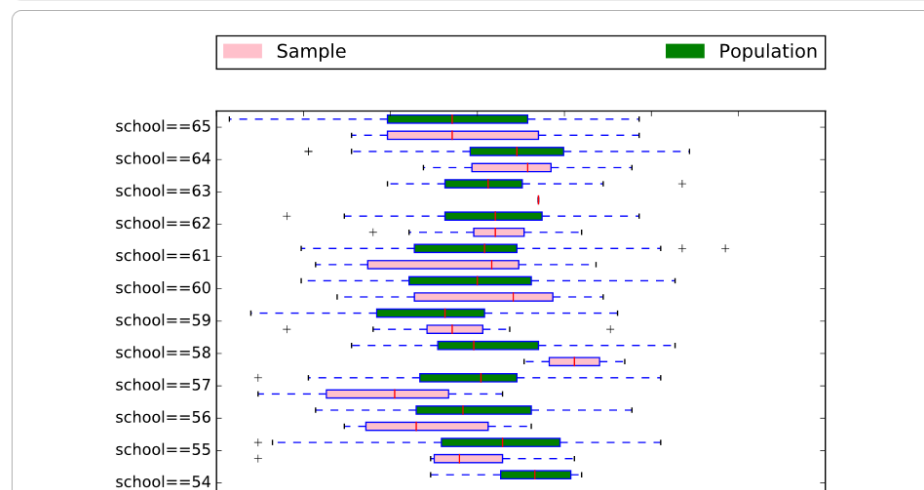 Sample Population
school==65
school==64
school==63
school==62
school==61
school==60
school==59
school==58
school==57
school==56
school==55
school==54